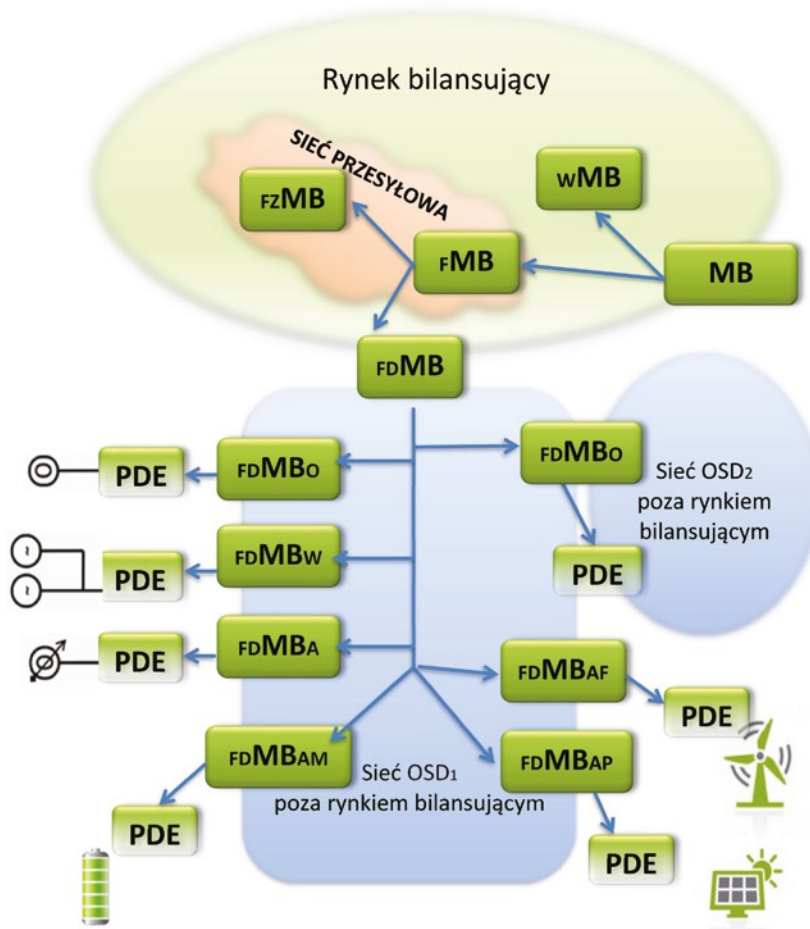 Rynek bilansujący
SIEĆ PRZESYŁOWA
FZMB
WMB
FMB
MB
FDMB
FDMBO
PDE
FDMBO
Sieć OSD2
poza rynkiem
bilansującym
PDE
FDMBW
PDE
FDMBA
PDE
FDMBAF
PDE
FDMBAM
Sieć OSD1
poza rynkiem bilansującym
FDMBAP
PDE
PDE
~
~